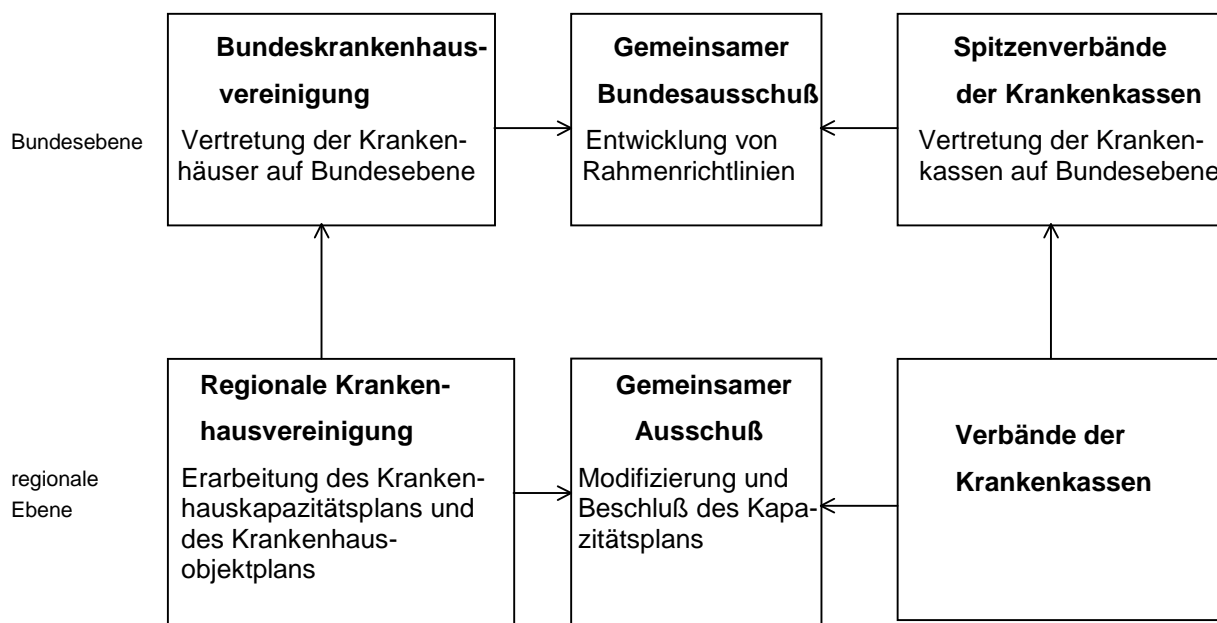 Bundeskrankenhaus-
vereinigung
Vertretung der Kranken-
häuser auf Bundesebene
Gemeinsamer
Bundesausschuß
Entwicklung von
Rahmenrichtlinien
Spitzenverbände
der Krankenkassen
Vertretung der Kranken-
kassen auf Bundesebene
Bundesebene
Regionale Kranken-
hausvereinigung
Erarbeitung des Kranken-
hauskapazitätsplans und
des Krankenhaus-
objektplans
Gemeinsamer
Ausschuß
Modifizierung und
Beschluß des Kapa-
zitätsplans
Verbände der
Krankenkassen
regionale
Ebene